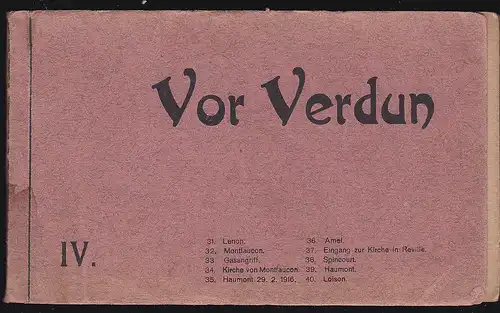 Vor Verdun
IV.
31. Lenon.
32. Montfaucon.
33. Gasangriff.
34. Kirche von Montfaucon.
35. Haumont 29. 2. 1916.
36. Amel.
37. Eingang zur Kirche in Reville.
38. Spincourt.
39. Haumont.
40. Loison.